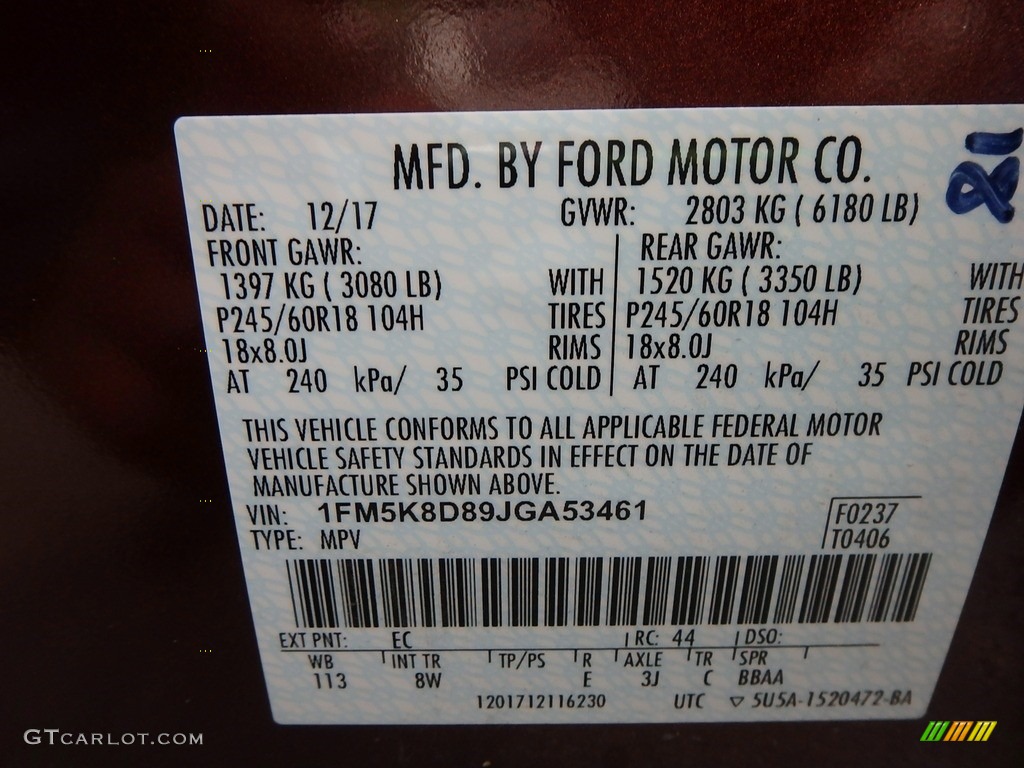 MFD. BY FORD MOTOR CO.
DATE: 12/17 GVWR: 2803 KG ( 6180 LB)
FRONT GAWR: REAR GAWR:
1397 KG ( 3080 LB) WITH 1520 KG ( 3350 LB) WITH
P245/60R18 104H TIRES P245/60R18 104H TIRES
18x8.0J RIMS 18x8.0J RIMS
AT 240 kPa/ 35 PSI COLD AT 240 kPa/ 35 PSI COLD
THIS VEHICLE CONFORMS TO ALL APPLICABLE FEDERAL MOTOR
VEHICLE SAFETY STANDARDS IN EFFECT ON THE DATE OF
MANUFACTURE SHOWN ABOVE.
VIN: 1FM5K8D89JGA53461 F0237
TYPE: MPV T0406
EXT PNT: EC RC: 44 DSO:
WB INT TR TP/PS R AXLE TR SPR
113 8W E 3J C BBAA
1201712116230 UTC ▽ 5U5A-1520472-BA
GTCARLOT.COM